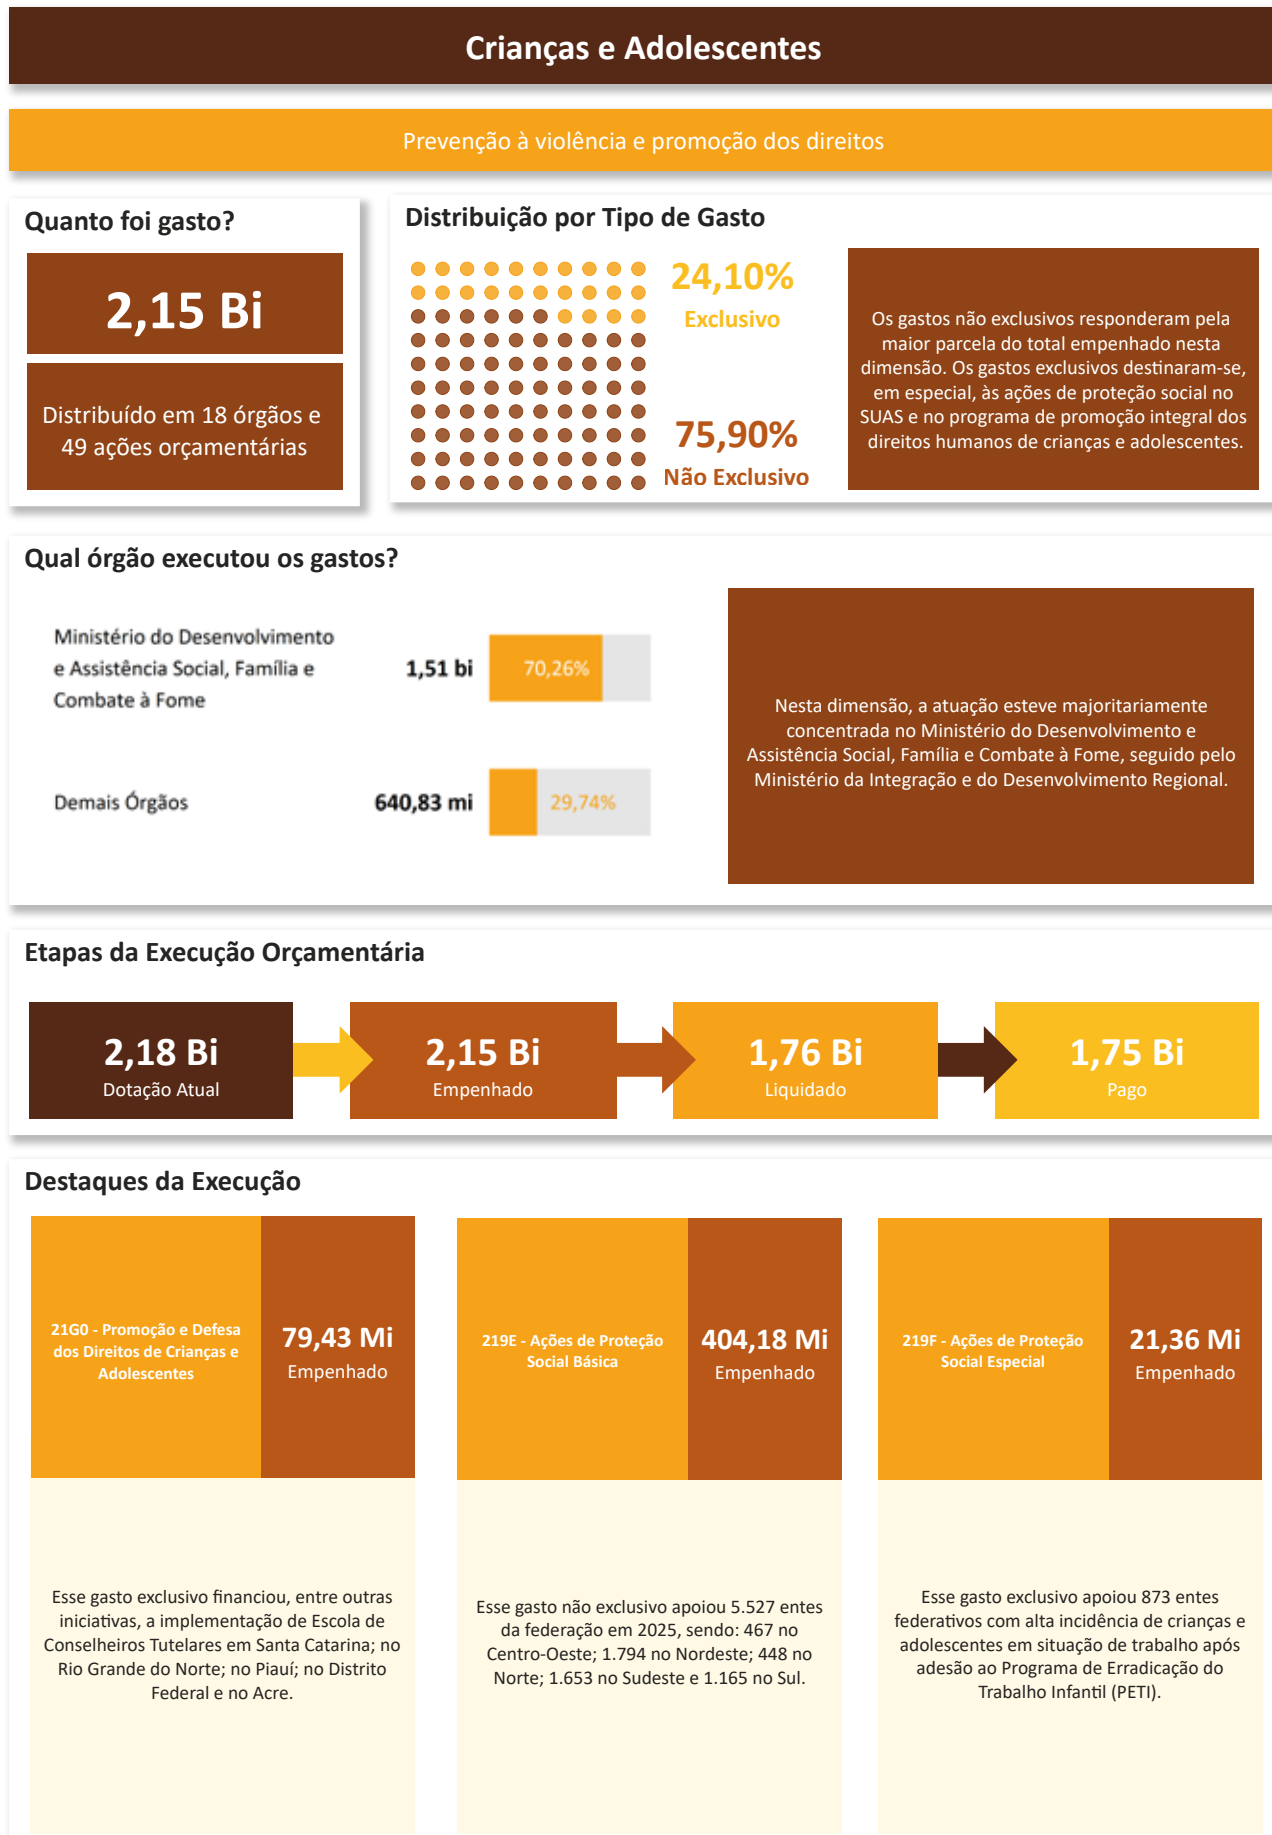 Crianças e Adolescentes
Prevenção à violência e promoção dos direitos
Quanto foi gasto?
2,15 Bi
Distribuído em 18 órgãos e
49 ações orçamentárias
Distribuição por Tipo de Gasto
24,10%
Exclusivo
75,90%
Não Exclusivo
Os gastos não exclusivos responderam pela
maior parcela do total empenhado nesta
dimensão. Os gastos exclusivos destinaram-se,
em especial, às ações de proteção social no
SUAS e no programa de promoção integral dos
direitos humanos de crianças e adolescentes.
Qual órgão executou os gastos?
Ministério do Desenvolvimento
e Assistência Social, Família e
Combate à Fome
1,51 bi
70,26%
Demais Órgãos
640,83 mi
29,74%
Nesta dimensão, a atuação esteve majoritariamente
concentrada no Ministério do Desenvolvimento e
Assistência Social, Família e Combate à Fome, seguido pelo
Ministério da Integração e do Desenvolvimento Regional.
Etapas da Execução Orçamentária
2,18 Bi
Dotação Atual
2,15 Bi
Empenhado
1,76 Bi
Liquidado
1,75 Bi
Pago
Destaques da Execução
21G0 - Promoção e Defesa
dos Direitos de Crianças e
Adolescentes
79,43 Mi
Empenhado
Esse gasto exclusivo financiou, entre outras
iniciativas, a implementação de Escola de
Conselheiros Tutelares em Santa Catarina; no
Rio Grande do Norte; no Piauí; no Distrito
Federal e no Acre.
219E - Ações de Proteção
Social Básica
404,18 Mi
Empenhado
Esse gasto não exclusivo apoiou 5.527 entes
da federação em 2025, sendo: 467 no
Centro-Oeste; 1.794 no Nordeste; 448 no
Norte; 1.653 no Sudeste e 1.165 no Sul.
219F - Ações de Proteção
Social Especial
21,36 Mi
Empenhado
Esse gasto exclusivo apoiou 873 entes
federativos com alta incidência de crianças e
adolescentes em situação de trabalho após
adesão ao Programa de Erradicação do
Trabalho Infantil (PETI).